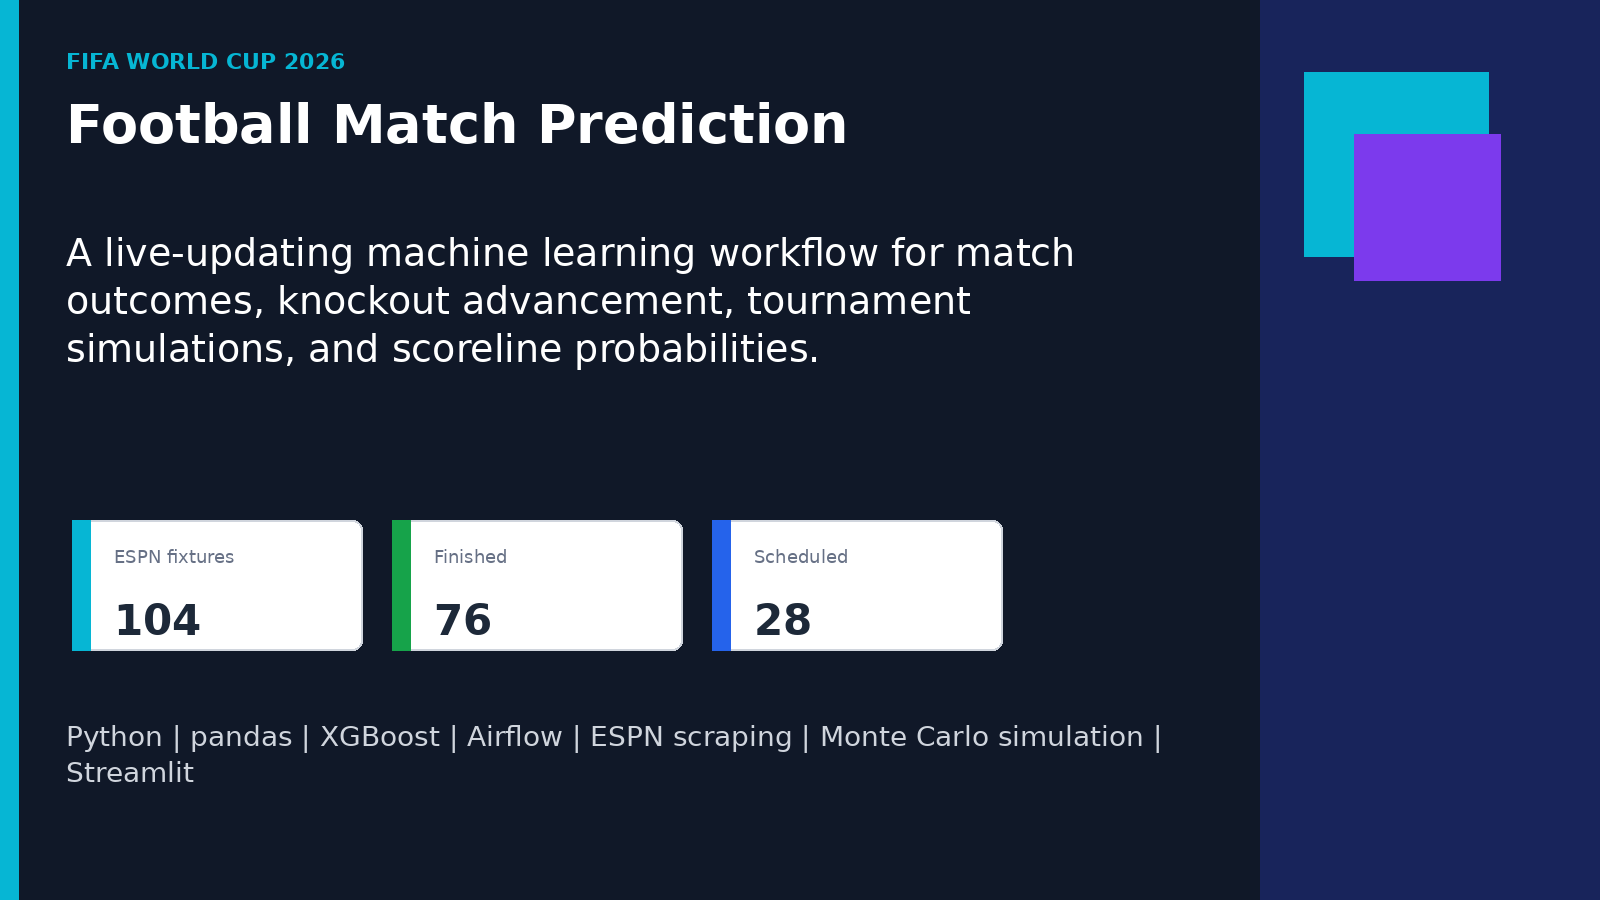 FIFA WORLD CUP 2026
Football Match Prediction
A live-updating machine learning workflow for match
outcomes, knockout advancement, tournament
simulations, and scoreline probabilities.
ESPN fixtures
104
Finished
76
Scheduled
28
Python | pandas | XGBoost | Airflow | ESPN scraping | Monte Carlo simulation |
Streamlit